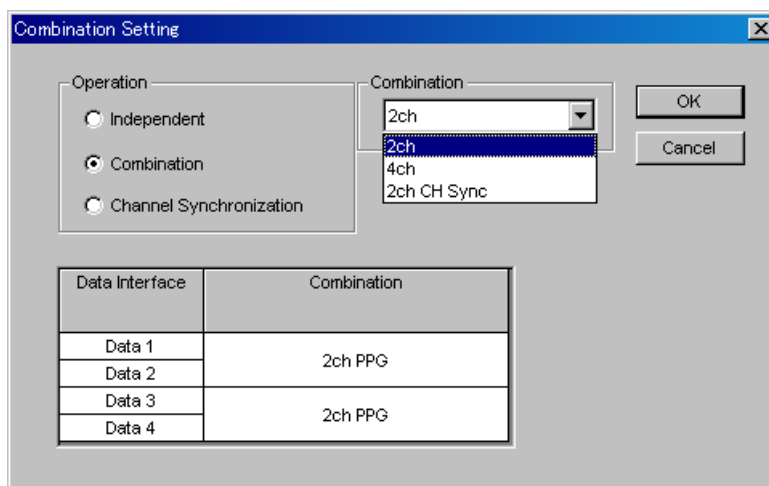 Combination Setting
Operation
Independent
Combination
Channel Synchronization
Combination
2ch
2ch
4ch
2ch CH Sync
OK
Cancel
Data Interface
Combination
Data 1
Data 2
2ch PPG
Data 3
Data 4
2ch PPG